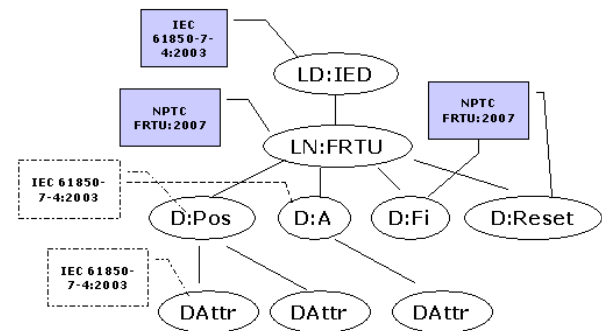 IEC
61850-7-
4:2003
LD:IED
NPTC
FRTU:2007
NPTC
FRTU:2007
LN:FRTU
IEC 61850-
7-4:2003
D:Pos
D:A
D:Fi
D:Reset
IEC 61850-
7-4:2003
DAttr
DAttr
DAttr